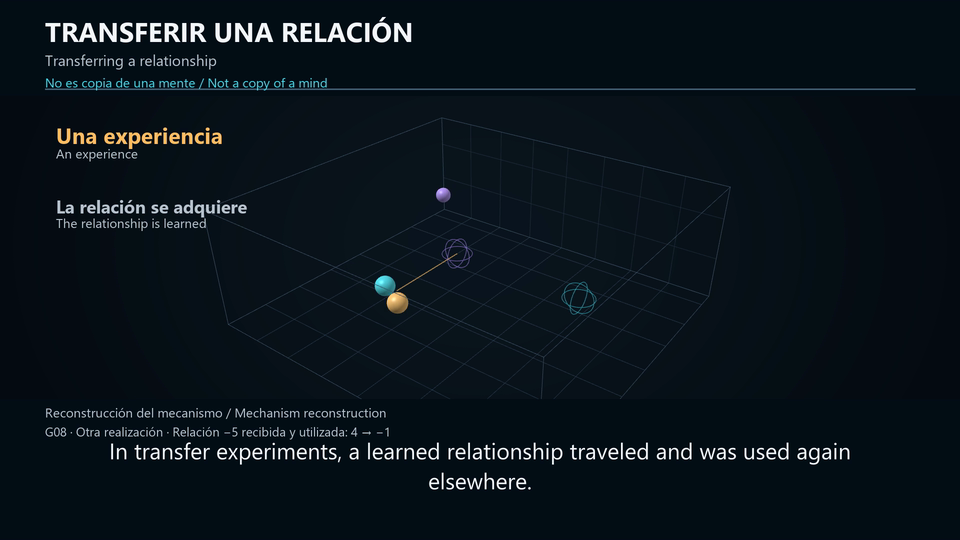 TRANSFERIR UNA RELACIÓN
Transferring a relationship
No es copia de una mente / Not a copy of a mind
Una experiencia
An experience
La relación se adquiere
The relationship is learned
Reconstrucción del mecanismo / Mechanism reconstruction
G08 · Otra realización · Relación −5 recibida y utilizada: 4 → −1
In transfer experiments, a learned relationship traveled and was used again
elsewhere.